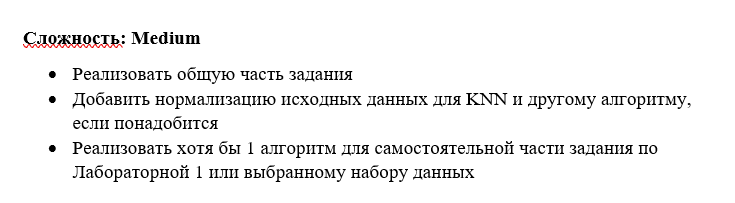 Сложность: Medium
• Реализовать общую часть задания
• Добавить нормализацию исходных данных для KNN и другому алгоритму,
если понадобится
• Реализовать хотя бы 1 алгоритм для самостоятельной части задания по
Лабораторной 1 или выбранному набору данных